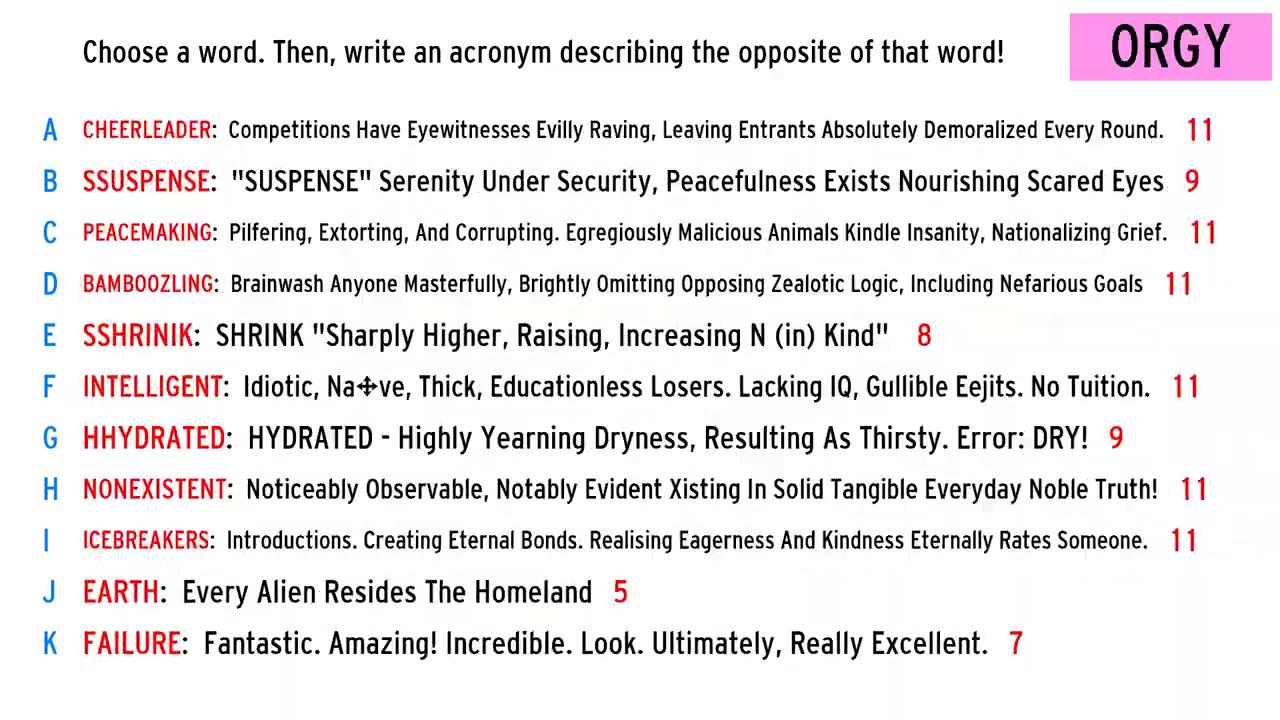 Choose a word. Then, write an acronym describing the opposite of that word!
ORGY
A CHEERLEADER: Competitions Have Eyewitnesses Evilly Raving, Leaving Entrants Absolutely Demoralized Every Round. 11
B SSUSPENSE: "SUSPENSE" Serenity Under Security, Peacefulness Exists Nourishing Scared Eyes 9
C PEACEMAKING: Pilfering, Extorting, And Corrupting. Egregiously Malicious Animals Kindle Insanity, Nationalizing Grief. 11
D BAMBOOZLING: Brainwash Anyone Masterfully, Brightly Omitting Opposing Zealotic Logic, Including Nefarious Goals 11
E SSHRINIK: SHRINK "Sharply Higher, Raising, Increasing N (in) Kind" 8
F INTELLIGENT: Idiotic, Na✣ve, Thick, Educationless Losers. Lacking IQ, Gullible Eejits. No Tuition. 11
G HHYDRATED: HYDRATED - Highly Yearning Dryness, Resulting As Thirsty. Error: DRY! 9
H NONEXISTENT: Noticeably Observable, Notably Evident Xisting In Solid Tangible Everyday Noble Truth! 11
I ICEBREAKERS: Introductions. Creating Eternal Bonds. Realising Eagerness And Kindness Eternally Rates Someone. 11
J EARTH: Every Alien Resides The Homeland 5
K FAILURE: Fantastic. Amazing! Incredible. Look. Ultimately, Really Excellent. 7